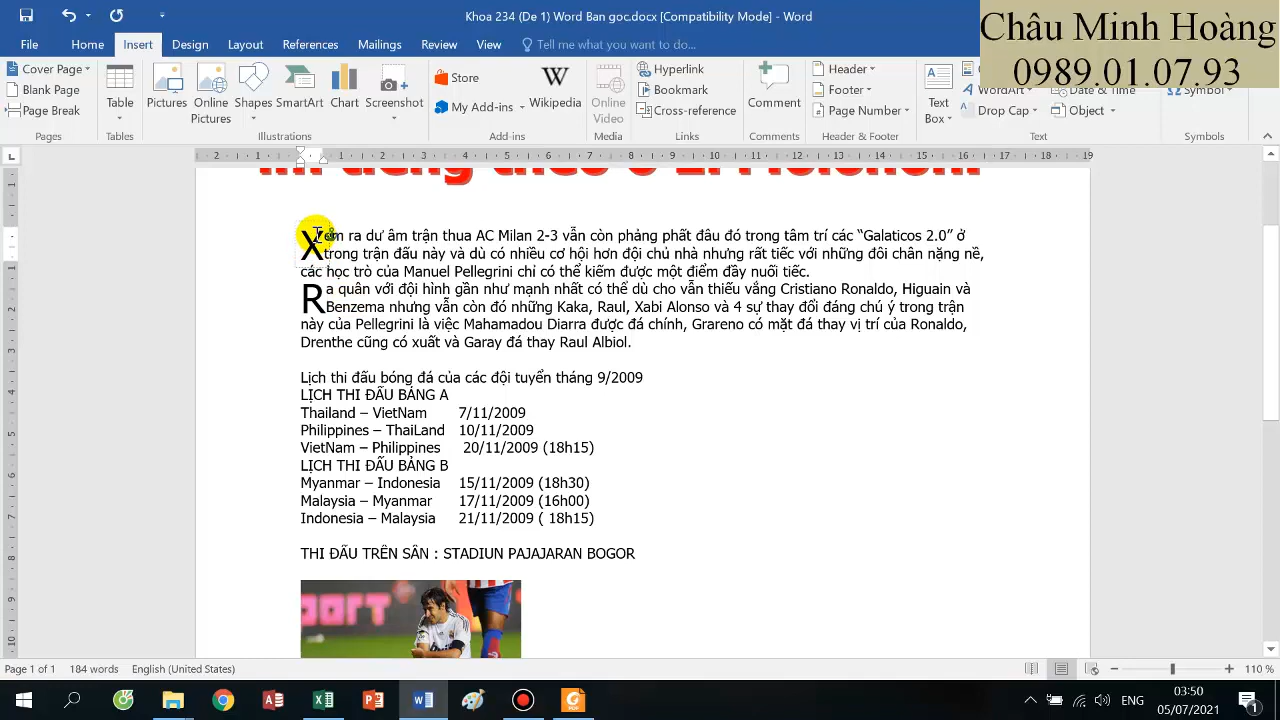 Khoa 234 (De 1) Word Ban goc.docx [Compatibility Mode] - Word
Châu Minh Hoàng
0989.01.07.93
File Home Insert Design Layout References Mailings Review View Tell me what you want to do...
Cover Page
Blank Page
Page Break
Pages
Table
Tables
Pictures
Online Pictures
Shapes
SmartArt
Chart
Screenshot
Illustrations
Store
My Add-ins
Wikipedia
Add-ins
Online Video
Media
Hyperlink
Bookmark
Cross-reference
Links
Comment
Comments
Header
Footer
Page Number
Header & Footer
Text Box
WordArt
Drop Cap
Date & Time
Object
Text
Symbol
Symbols
Xem ra dư âm trận thua AC Milan 2-3 vẫn còn phảng phất đâu đó trong tâm trí các “Galaticos 2.0” ở
trong trận đấu này và dù có nhiều cơ hội hơn đội chủ nhà nhưng rất tiếc với những đôi chân nặng nề,
các học trò của Manuel Pellegrini chỉ có thể kiếm được một điểm đầy nuối tiếc.
Ra quân với đội hình gần như mạnh nhất có thể dù cho vẫn thiếu vắng Cristiano Ronaldo, Higuain và
Benzema nhưng vẫn còn đó những Kaka, Raul, Xabi Alonso và 4 sự thay đổi đáng chú ý trong trận
này của Pellegrini là việc Mahamadou Diarra được đá chính, Grareno có mặt đá thay vị trí của Ronaldo,
Drenthe cũng có xuất và Garay đá thay Raul Albiol.
Lịch thi đấu bóng đá của các đội tuyển tháng 9/2009
LỊCH THI ĐẤU BẢNG A
Thailand – VietNam 7/11/2009
Philippines – ThaiLand 10/11/2009
VietNam – Philippines 20/11/2009 (18h15)
LỊCH THI ĐẤU BẢNG B
Myanmar – Indonesia 15/11/2009 (18h30)
Malaysia – Myanmar 17/11/2009 (16h00)
Indonesia – Malaysia 21/11/2009 ( 18h15)
THI ĐẤU TRÊN SÂN : STADIUN PAJAJARAN BOGOR
Page 1 of 1 184 words English (United States) 110 %
ENG
03:50
05/07/2021